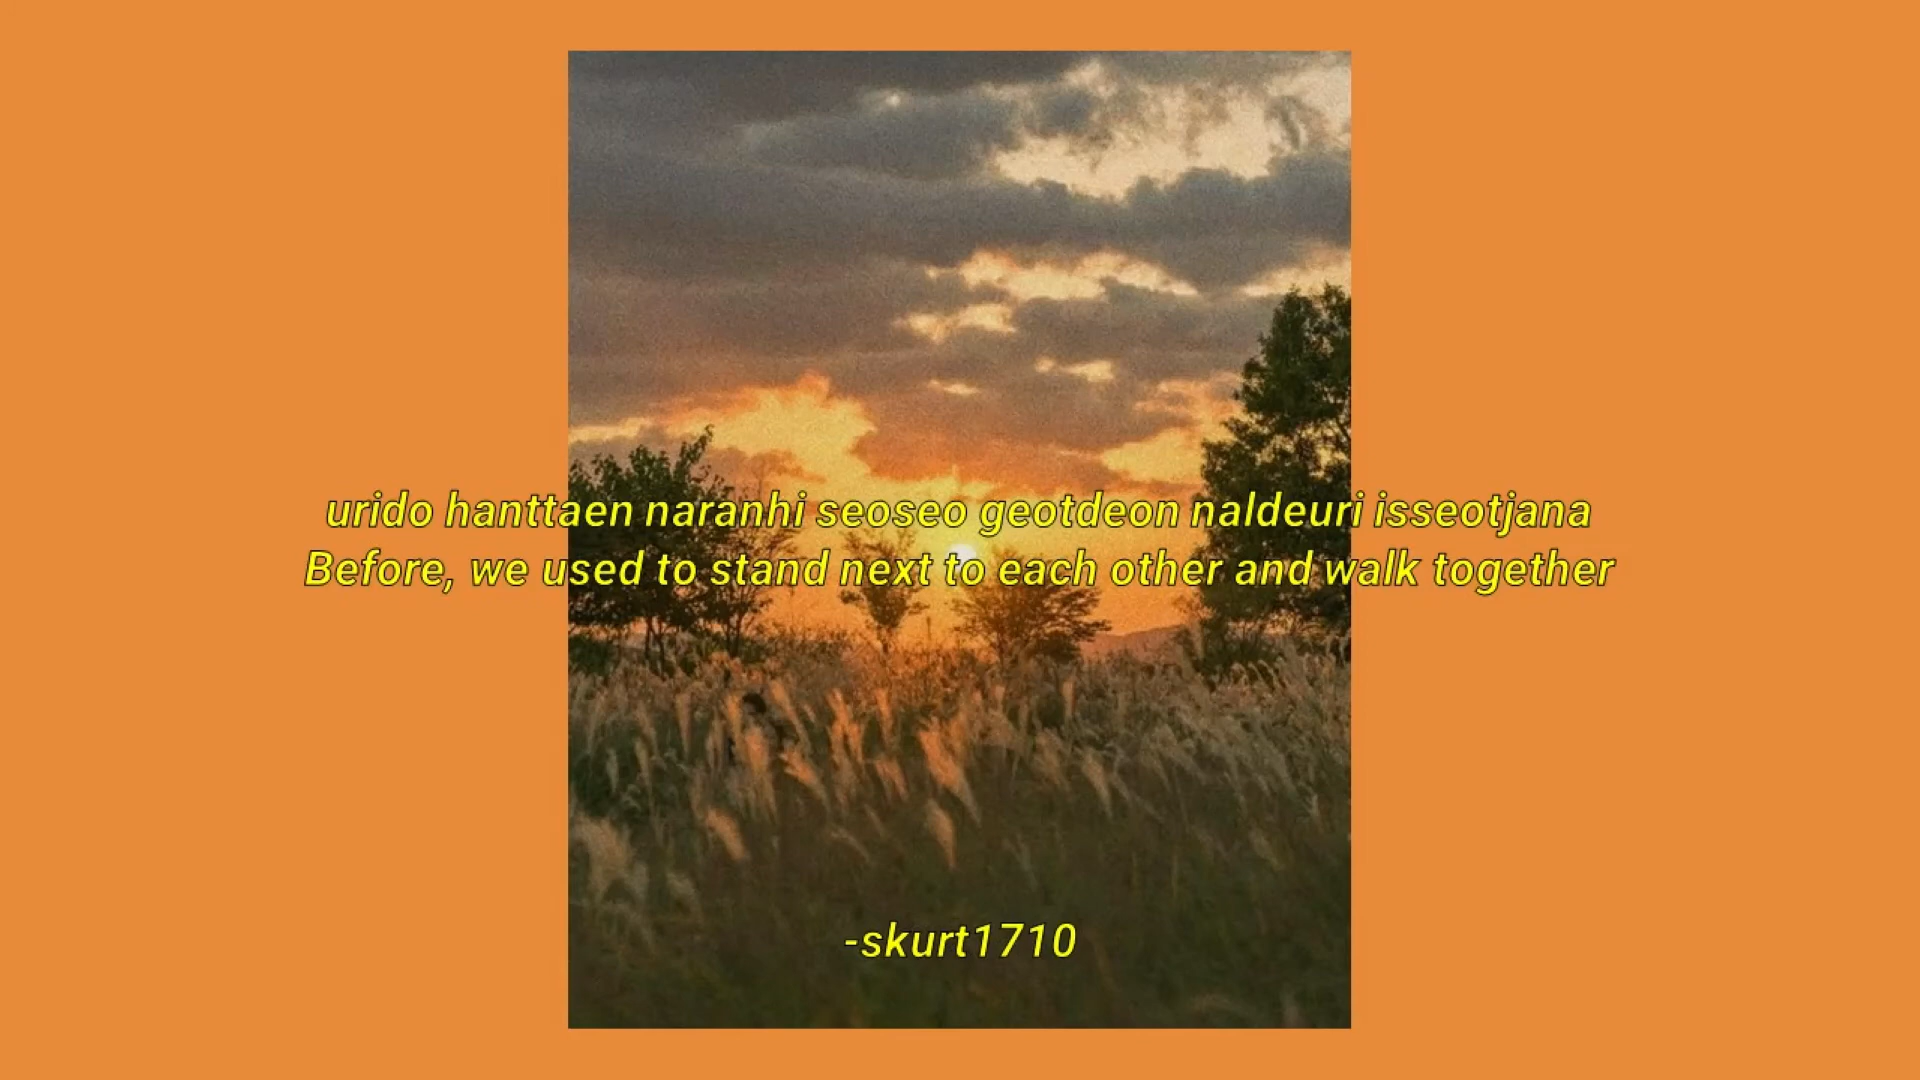 urido hanttaen naranhi seoseo geotdeon naldeuri isseotjana
Before, we used to stand next to each other and walk together
-skurt1710